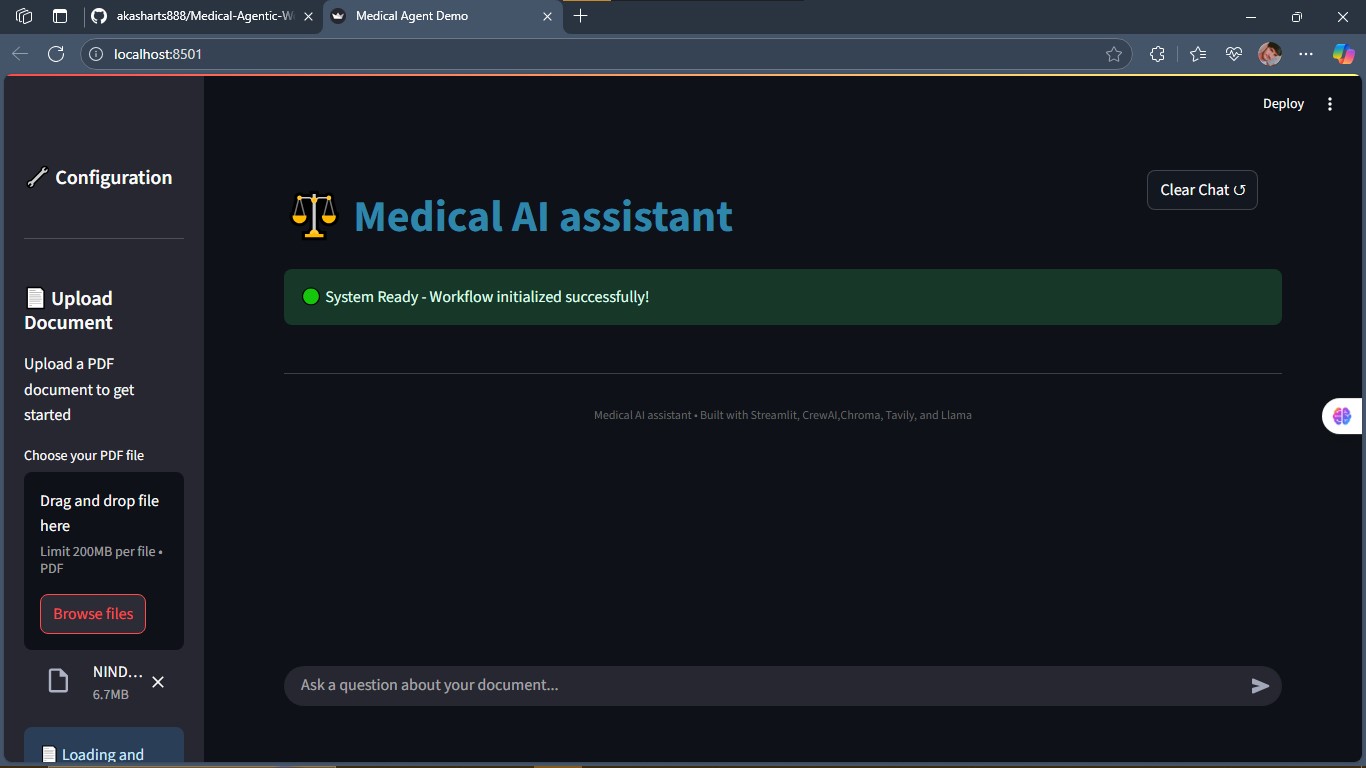 akasharts888/Medical-Agentic-W
Medical Agent Demo
localhost:8501
Deploy
Configuration
Clear Chat ↺
Medical AI assistant
System Ready - Workflow initialized successfully!
Upload
Document
Upload a PDF
document to get
started
Medical AI assistant • Built with Streamlit, CrewAI,Chroma, Tavily, and Llama
Choose your PDF file
Drag and drop file
here
Limit 200MB per file •
PDF
Browse files
NIND...
6.7MB
Ask a question about your document...
Loading and